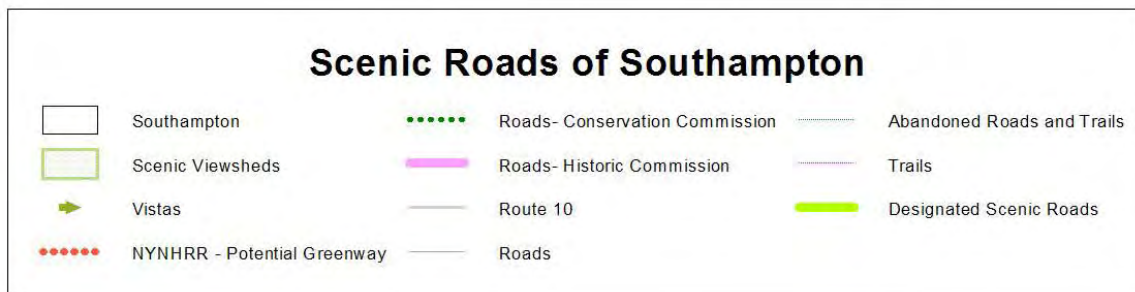 Scenic Roads of Southampton
Southampton
Scenic Viewsheds
Vistas
NYNHRR - Potential Greenway
Roads- Conservation Commission
Roads- Historic Commission
Route 10
Roads
Abandoned Roads and Trails
Trails
Designated Scenic Roads